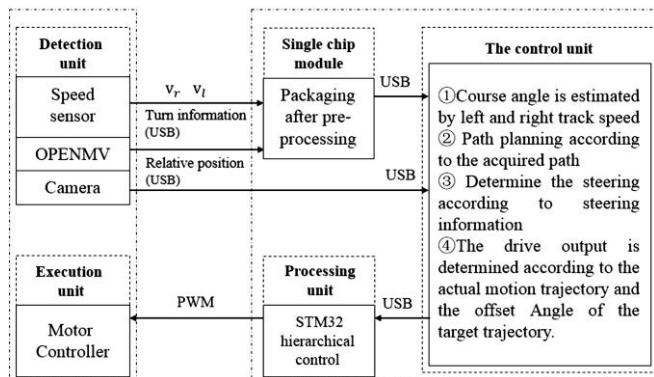 Detection
unit
Speed
sensor
OPENMV
Camera
v_r v_l
Turn information
(USB)
Relative position
(USB)
Single chip
module
Packaging
after pre-
processing
USB
USB
The control unit
①Course angle is estimated
by left and right track speed
② Path planning according
to the acquired path
③ Determine the steering
according to steering
information
④The drive output is
determined according to the
actual motion trajectory and
the offset Angle of the
target trajectory.
Execution
unit
Motor
Controller
PWM
Processing
unit
STM32
hierarchical
control
USB